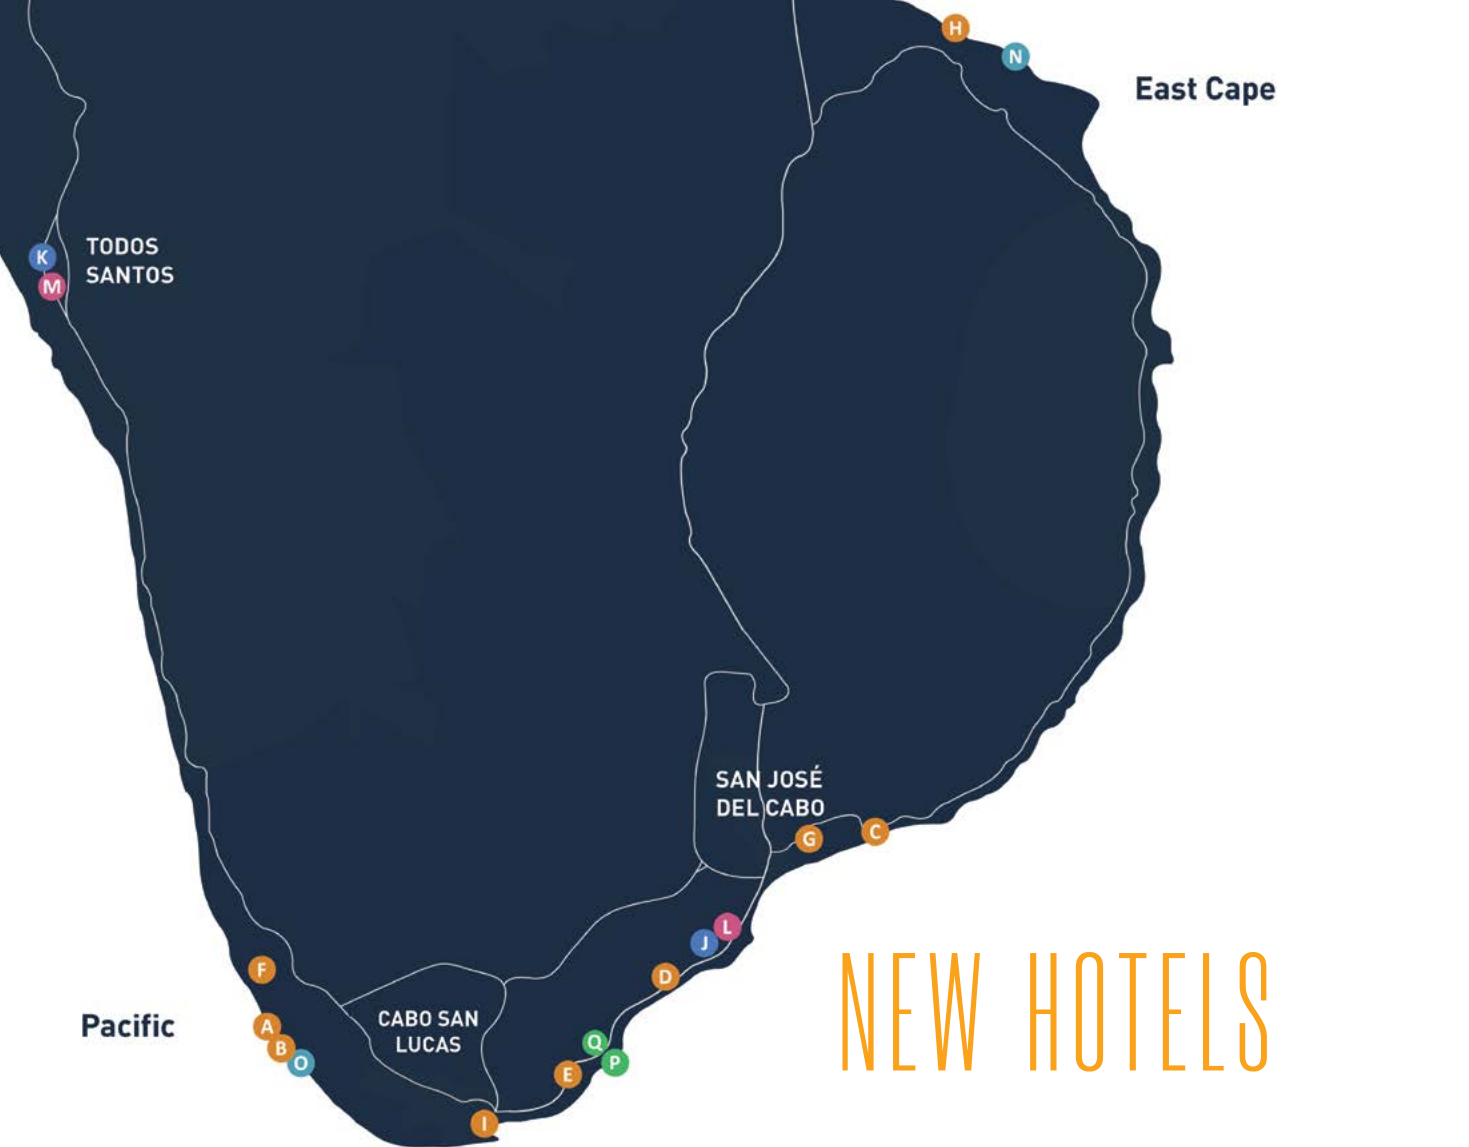 H
N
East Cape
TODOS
SANTOS
K
M
SAN JOSÉ
DEL CABO
G
C
L
J
D
F
A
B
O
Pacific
CABO SAN
LUCAS
Q
P
E
I
NEW HOTELS